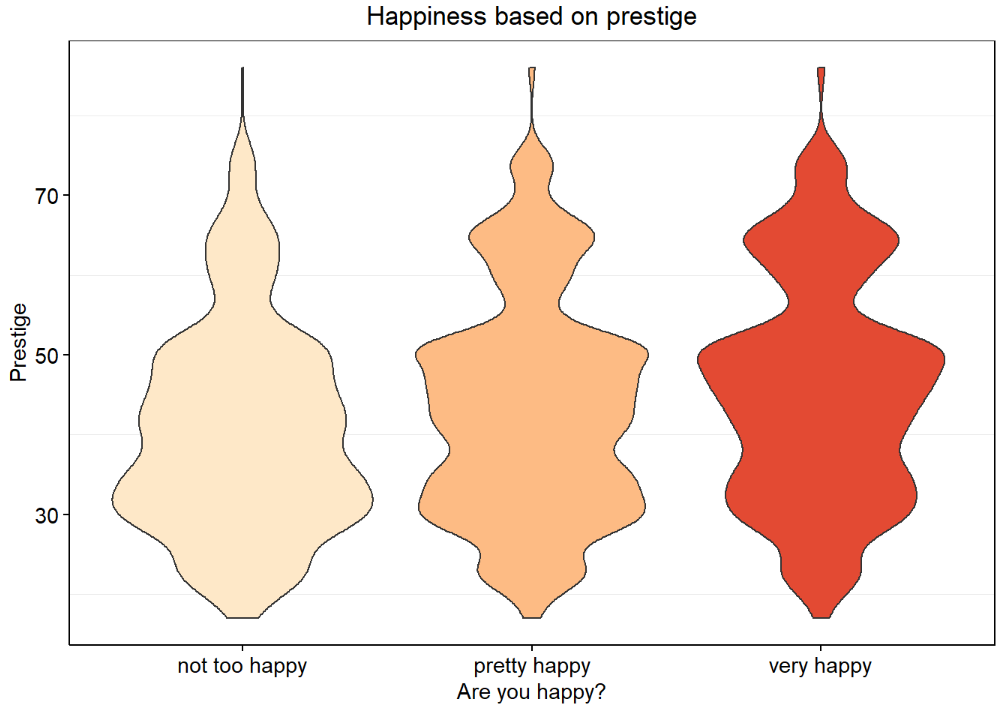 Happiness based on prestige
Prestige
70
50
30
not too happy
pretty happy
very happy
Are you happy?